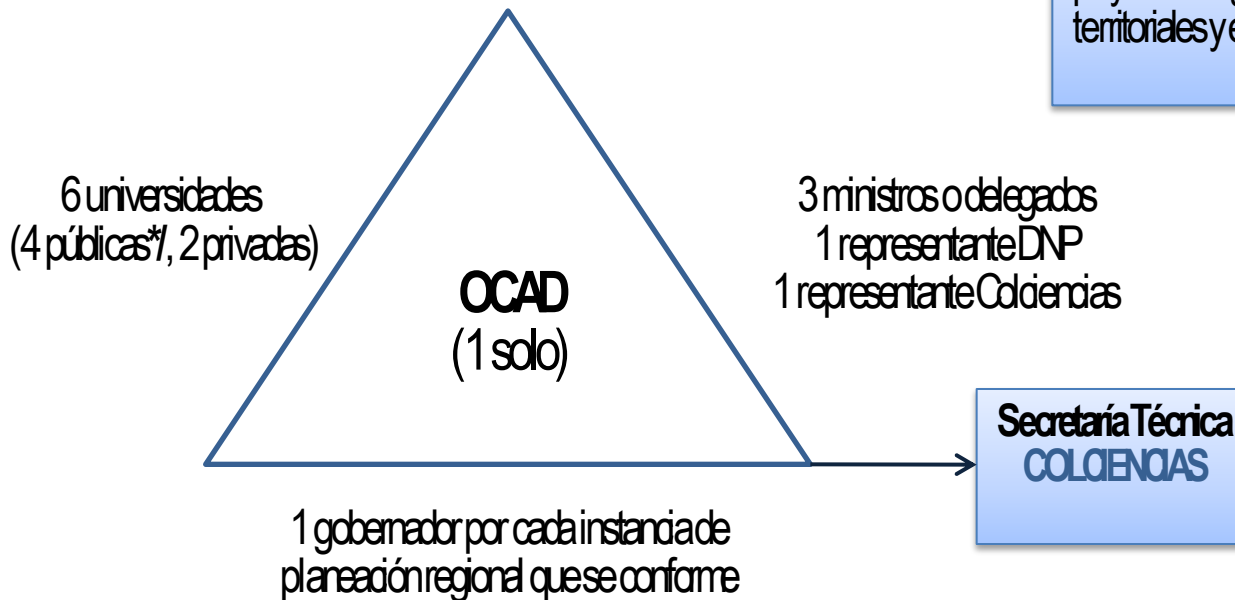 territoriales y e
6 universidades
(4 públicas*/, 2 privadas)
3 ministros o delegados
1 representante DNP
1 representante Colciencias
OCAD
(1 solo)
Secretaría Técnica
COLCIENCIAS
1 gobernador por cada instancia de
planeación regional que se conforme